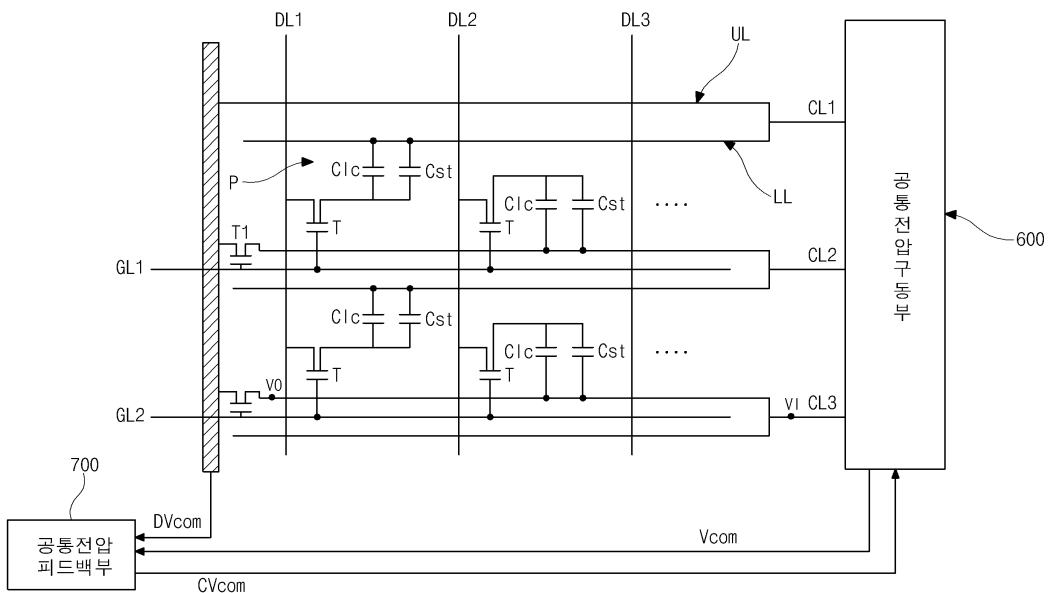 DL1
DL2
DL3
UL
CL1
P
Clc
Cst
LL
Clc
Cst
....
T
T
T1
공통전압구동부
600
GL1
CL2
Clc
Cst
Clc
Cst
....
T
T
VO
VI
CL3
GL2
700
DVcom
Vcom
공통전압
피드백부
CVcom